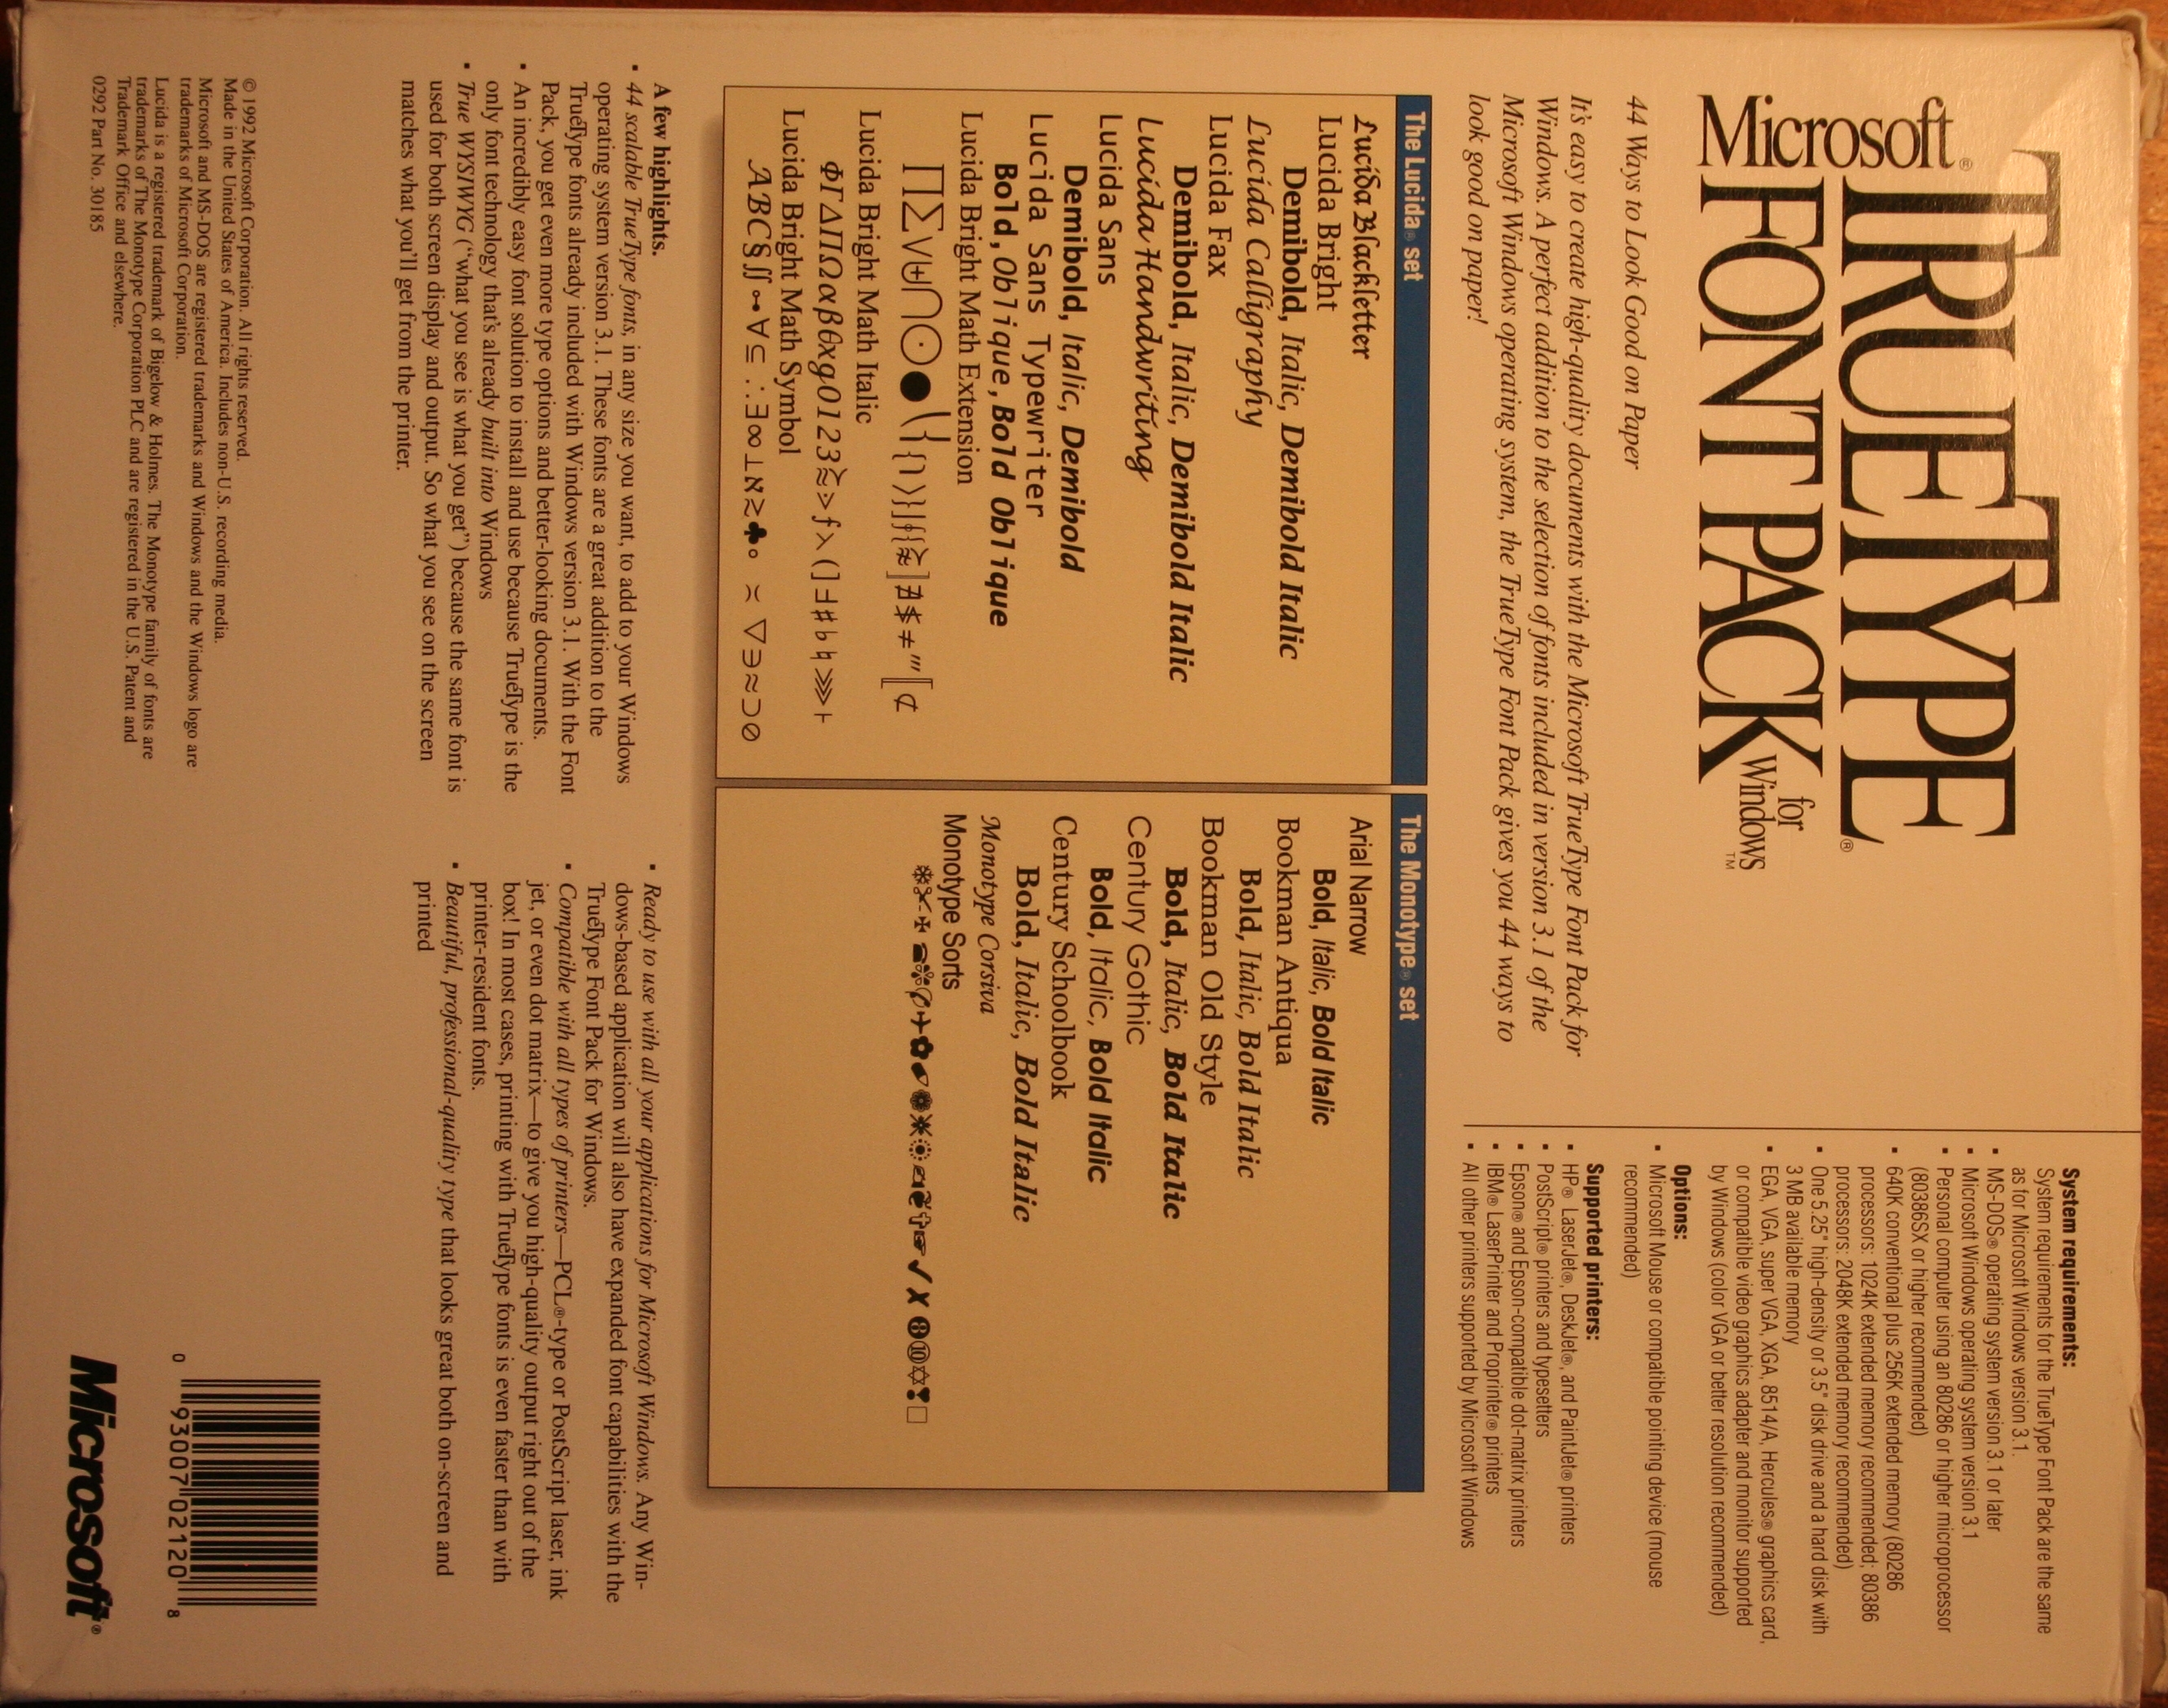 Microsoft®
TRUETYPE®
FONT PACK for Windows™
44 Ways to Look Good on Paper
It's easy to create high-quality documents with the Microsoft TrueType Font Pack for
Windows. A perfect addition to the selection of fonts included in version 3.1 of the
Microsoft Windows operating system, the TrueType Font Pack gives you 44 ways to
look good on paper!
System requirements:
System requirements for the TrueType Font Pack are the same
as for Microsoft Windows version 3.1.
▪ MS-DOS® operating system version 3.1 or later
▪ Microsoft Windows operating system version 3.1
▪ Personal computer using an 80286 or higher microprocessor
(80386SX or higher recommended)
▪ 640K conventional plus 256K extended memory (80286
processors: 1024K extended memory recommended; 80386
processors: 2048K extended memory recommended)
▪ One 5.25" high-density or 3.5" disk drive and a hard disk with
3 MB available memory
▪ EGA, VGA, super VGA, XGA, 8514/A, Hercules® graphics card,
or compatible video graphics adapter and monitor supported
by Windows (color VGA or better resolution recommended)
Options:
▪ Microsoft Mouse or compatible pointing device (mouse
recommended)
Supported printers:
▪ HP® LaserJet®, DeskJet®, and PaintJet® printers
▪ PostScript® printers and typesetters
▪ Epson® and Epson-compatible dot-matrix printers
▪ IBM® LaserPrinter and Proprinter® printers
▪ All other printers supported by Microsoft Windows
The Lucida® set
Lucida Blackletter
Lucida Bright
Demibold, Italic, Demibold Italic
Lucida Calligraphy
Lucida Fax
Demibold, Italic, Demibold Italic
Lucida Handwriting
Lucida Sans
Demibold, Italic, Demibold
Lucida Sans Typewriter
Bold, Oblique, Bold Oblique
Lucida Bright Math Extension
Lucida Bright Math Italic
ΦΓΔΠΩαβθxg0123
Lucida Bright Math Symbol
ABC§∫∫
The Monotype® set
Arial Narrow
Bold, Italic, Bold Italic
Bookman Antiqua
Bold, Italic, Bold Italic
Bookman Old Style
Bold, Italic, Bold Italic
Century Gothic
Bold, Italic, Bold Italic
Century Schoolbook
Bold, Italic, Bold Italic
Monotype Corsiva
Monotype Sorts
A few highlights.
▪ 44 scalable TrueType fonts, in any size you want, to add to your Windows
operating system version 3.1. These fonts are a great addition to the
TrueType fonts already included with Windows version 3.1. With the Font
Pack, you get even more type options and better-looking documents.
▪ An incredibly easy font solution to install and use because TrueType is the
only font technology that's already built into Windows
▪ True WYSIWYG ("what you see is what you get") because the same font is
used for both screen display and output. So what you see on the screen
matches what you'll get from the printer.
▪ Ready to use with all your applications for Microsoft Windows. Any Win-
dows-based application will also have expanded font capabilities with the
TrueType Font Pack for Windows.
▪ Compatible with all types of printers—PCL®-type or PostScript laser, ink
jet, or even dot matrix—to give you high-quality output right out of the
box! In most cases, printing with TrueType fonts is even faster than with
printer-resident fonts.
▪ Beautiful, professional-quality type that looks great both on-screen and
printed
© 1992 Microsoft Corporation. All rights reserved.
Made in the United States of America. Includes non-U.S. recording media.
Microsoft and MS-DOS are registered trademarks and Windows and the Windows logo are
trademarks of Microsoft Corporation.
Lucida is a registered trademark of Bigelow & Holmes. The Monotype family of fonts are
trademarks of The Monotype Corporation PLC and are registered in the U.S. Patent and
Trademark Office and elsewhere.
0292 Part No. 30185
0 93007 02120 8
Microsoft®